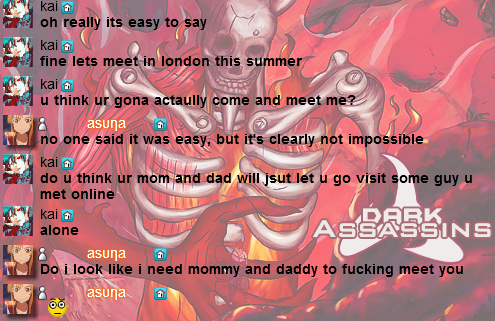 kai
oh really its easy to say
kai
fine lets meet in london this summer
kai
u think ur gona actaully come and meet me?
asuηa
no one said it was easy, but it's clearly not impossible
kai
do u think ur mom and dad will jsut let u go visit some guy u
met online
kai
alone
asuηa
Do i look like i need mommy and daddy to fucking meet you
asuηa
DARK
ASSASSINS